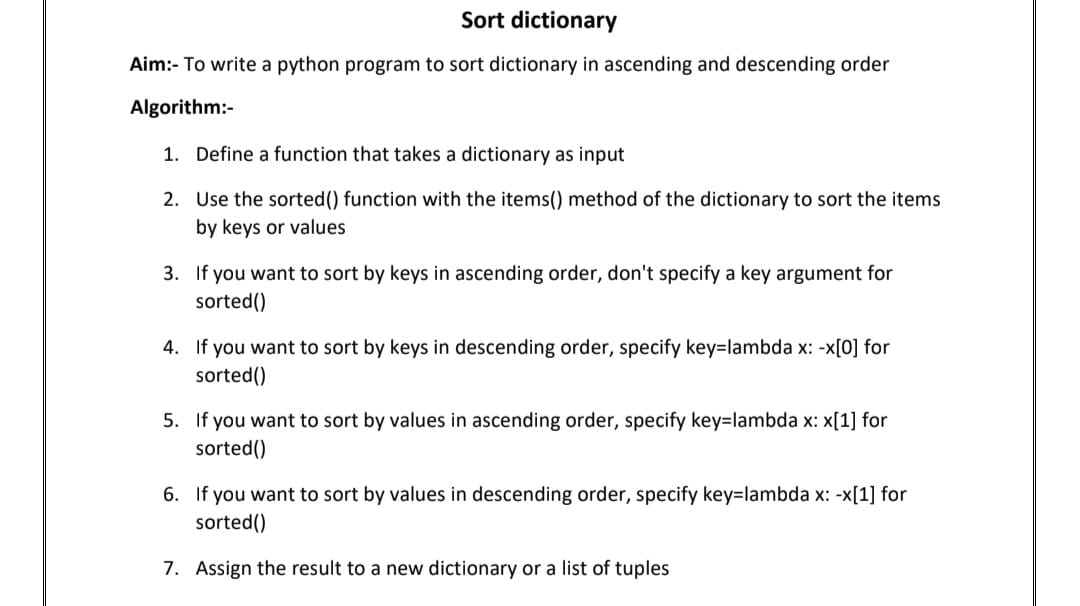 Sort dictionary
Aim:- To write a python program to sort dictionary in ascending and descending order
Algorithm:-
1. Define a function that takes a dictionary as input
2. Use the sorted() function with the items() method of the dictionary to sort the items
by keys or values
3. If you want to sort by keys in ascending order, don't specify a key argument for
sorted()
4. If you want to sort by keys in descending order, specify key=lambda x: -x[0] for
sorted()
5. If you want to sort by values in ascending order, specify key=lambda x: x[1] for
sorted()
6. If you want to sort by values in descending order, specify key=lambda x: -x[1] for
sorted()
7. Assign the result to a new dictionary or a list of tuples